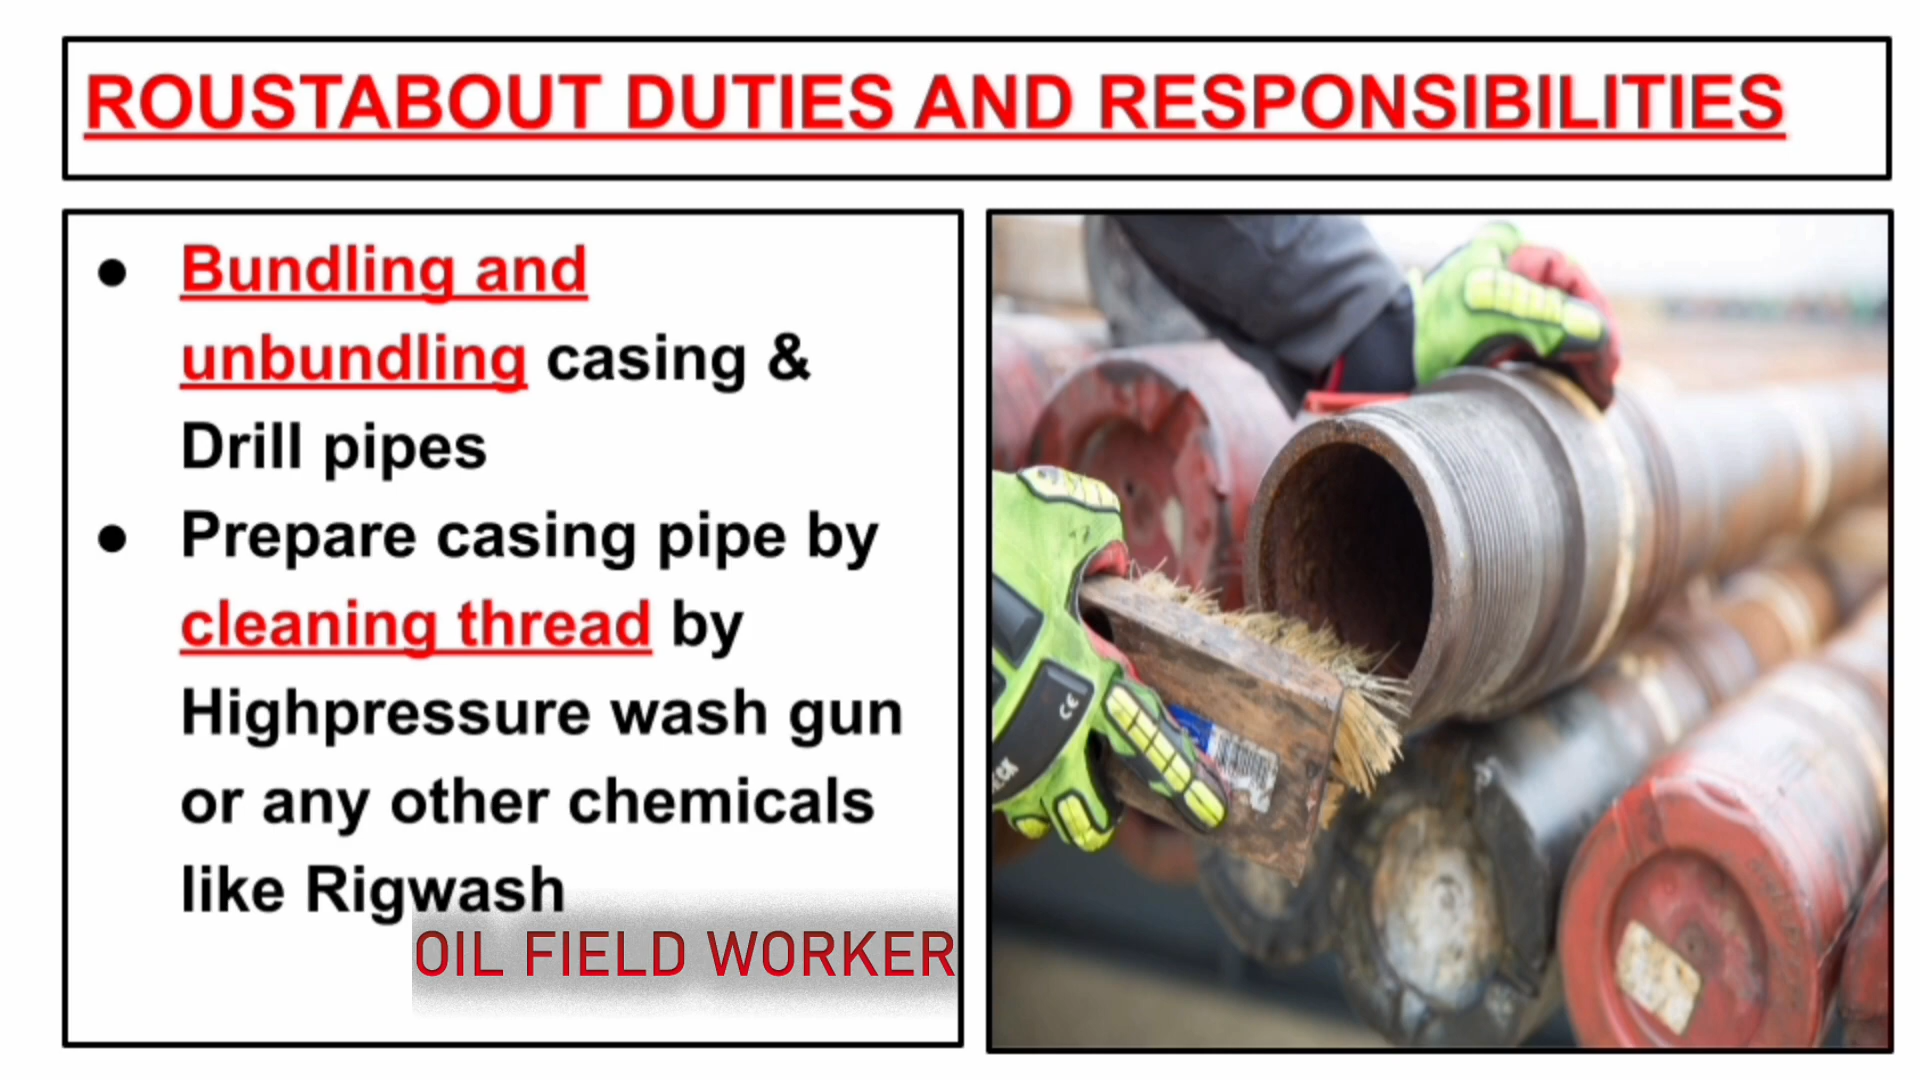 ROUSTABOUT DUTIES AND RESPONSIBILITIES
● Bundling and
unbundling casing &
Drill pipes
● Prepare casing pipe by
cleaning thread by
Highpressure wash gun
or any other chemicals
like Rigwash
OIL FIELD WORKER
CE